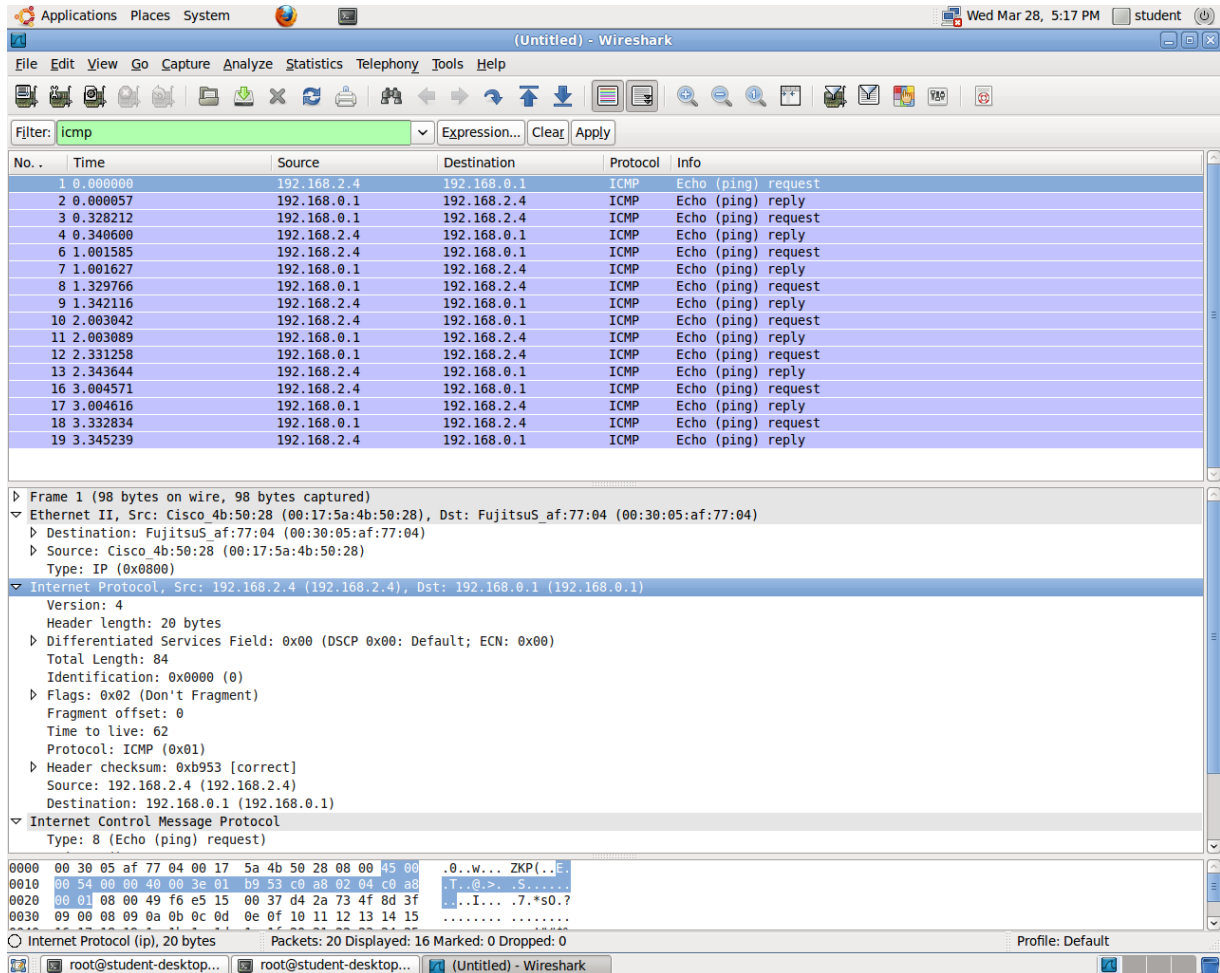 Applications Places System Wed Mar 28, 5:17 PM student
(Untitled) - Wireshark
File Edit View Go Capture Analyze Statistics Telephony Tools Help
Filter: icmp Expression... Clear Apply
No. . Time Source Destination Protocol Info
1 0.000000 192.168.2.4 192.168.0.1 ICMP Echo (ping) request
2 0.000057 192.168.0.1 192.168.2.4 ICMP Echo (ping) reply
3 0.328212 192.168.0.1 192.168.2.4 ICMP Echo (ping) request
4 0.340600 192.168.2.4 192.168.0.1 ICMP Echo (ping) reply
6 1.001585 192.168.2.4 192.168.0.1 ICMP Echo (ping) request
7 1.001627 192.168.0.1 192.168.2.4 ICMP Echo (ping) reply
8 1.329766 192.168.0.1 192.168.2.4 ICMP Echo (ping) request
9 1.342116 192.168.2.4 192.168.0.1 ICMP Echo (ping) reply
10 2.003042 192.168.2.4 192.168.0.1 ICMP Echo (ping) request
11 2.003089 192.168.0.1 192.168.2.4 ICMP Echo (ping) reply
12 2.331258 192.168.0.1 192.168.2.4 ICMP Echo (ping) request
13 2.343644 192.168.2.4 192.168.0.1 ICMP Echo (ping) reply
16 3.004571 192.168.2.4 192.168.0.1 ICMP Echo (ping) request
17 3.004616 192.168.0.1 192.168.2.4 ICMP Echo (ping) reply
18 3.332834 192.168.0.1 192.168.2.4 ICMP Echo (ping) request
19 3.345239 192.168.2.4 192.168.0.1 ICMP Echo (ping) reply
Frame 1 (98 bytes on wire, 98 bytes captured)
Ethernet II, Src: Cisco_4b:50:28 (00:17:5a:4b:50:28), Dst: FujitsuS_af:77:04 (00:30:05:af:77:04)
Destination: FujitsuS_af:77:04 (00:30:05:af:77:04)
Source: Cisco_4b:50:28 (00:17:5a:4b:50:28)
Type: IP (0x0800)
Internet Protocol, Src: 192.168.2.4 (192.168.2.4), Dst: 192.168.0.1 (192.168.0.1)
Version: 4
Header length: 20 bytes
Differentiated Services Field: 0x00 (DSCP 0x00: Default; ECN: 0x00)
Total Length: 84
Identification: 0x0000 (0)
Flags: 0x02 (Don't Fragment)
Fragment offset: 0
Time to live: 62
Protocol: ICMP (0x01)
Header checksum: 0xb953 [correct]
Source: 192.168.2.4 (192.168.2.4)
Destination: 192.168.0.1 (192.168.0.1)
Internet Control Message Protocol
Type: 8 (Echo (ping) request)
0000 00 30 05 af 77 04 00 17 5a 4b 50 28 08 00 45 00 .0..w... ZKP(..E.
0010 00 54 00 00 40 00 3e 01 b9 53 c0 a8 02 04 c0 a8 .T..@.>. .S......
0020 00 01 08 00 49 f6 e5 15 00 37 d4 2a 73 4f 8d 3f ....I... .7.*sO.?
0030 09 00 08 09 0a 0b 0c 0d 0e 0f 10 11 12 13 14 15 ........ ........
Internet Protocol (ip), 20 bytes Packets: 20 Displayed: 16 Marked: 0 Dropped: 0 Profile: Default
root@student-desktop... root@student-desktop... (Untitled) - Wireshark